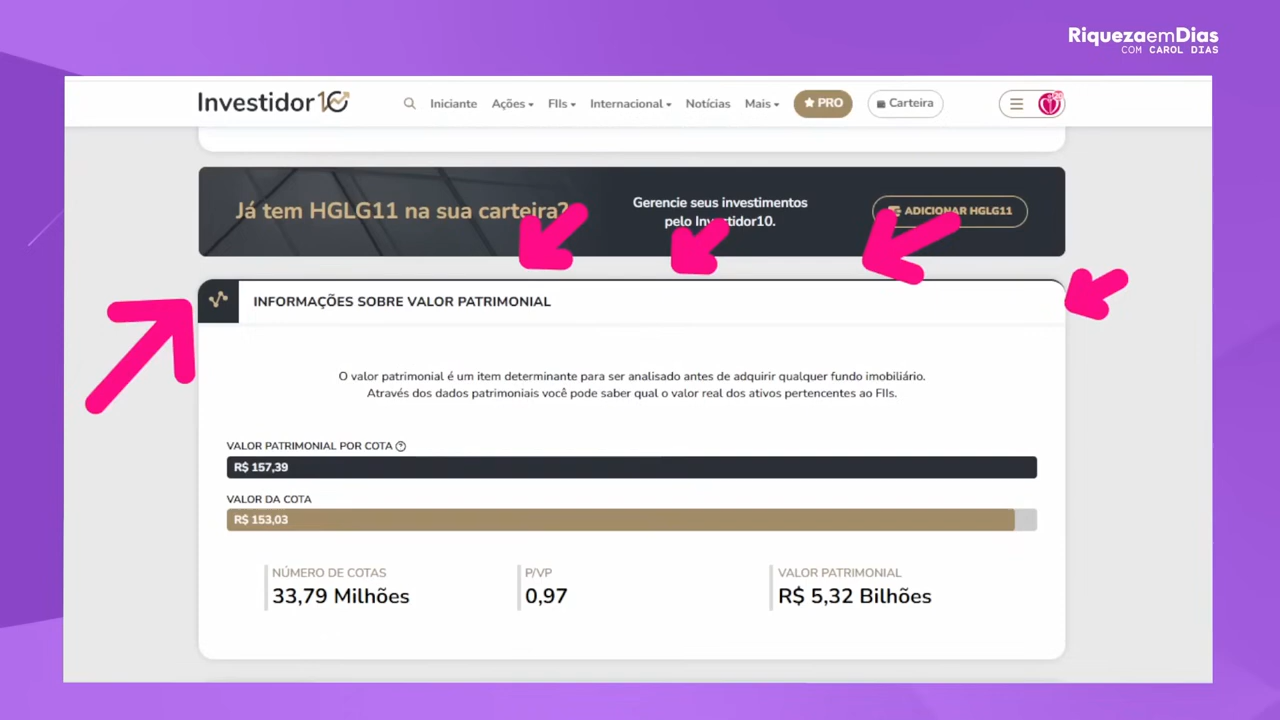 RiquezaemDias
COM CAROL DIAS
Investidor10
Iniciante Ações FIIs Internacional Notícias Mais PRO Carteira
Já tem HGLG11 na sua carteira?
Gerencie seus investimentos
pelo Investidor10.
ADICIONAR HGLG11
INFORMAÇÕES SOBRE VALOR PATRIMONIAL
O valor patrimonial é um item determinante para ser analisado antes de adquirir qualquer fundo imobiliário.
Através dos dados patrimoniais você pode saber qual o valor real dos ativos pertencentes ao FIIs.
VALOR PATRIMONIAL POR COTA ?
R$ 157,39
VALOR DA COTA
R$ 153,03
NÚMERO DE COTAS
33,79 Milhões
P/VP
0,97
VALOR PATRIMONIAL
R$ 5,32 Bilhões